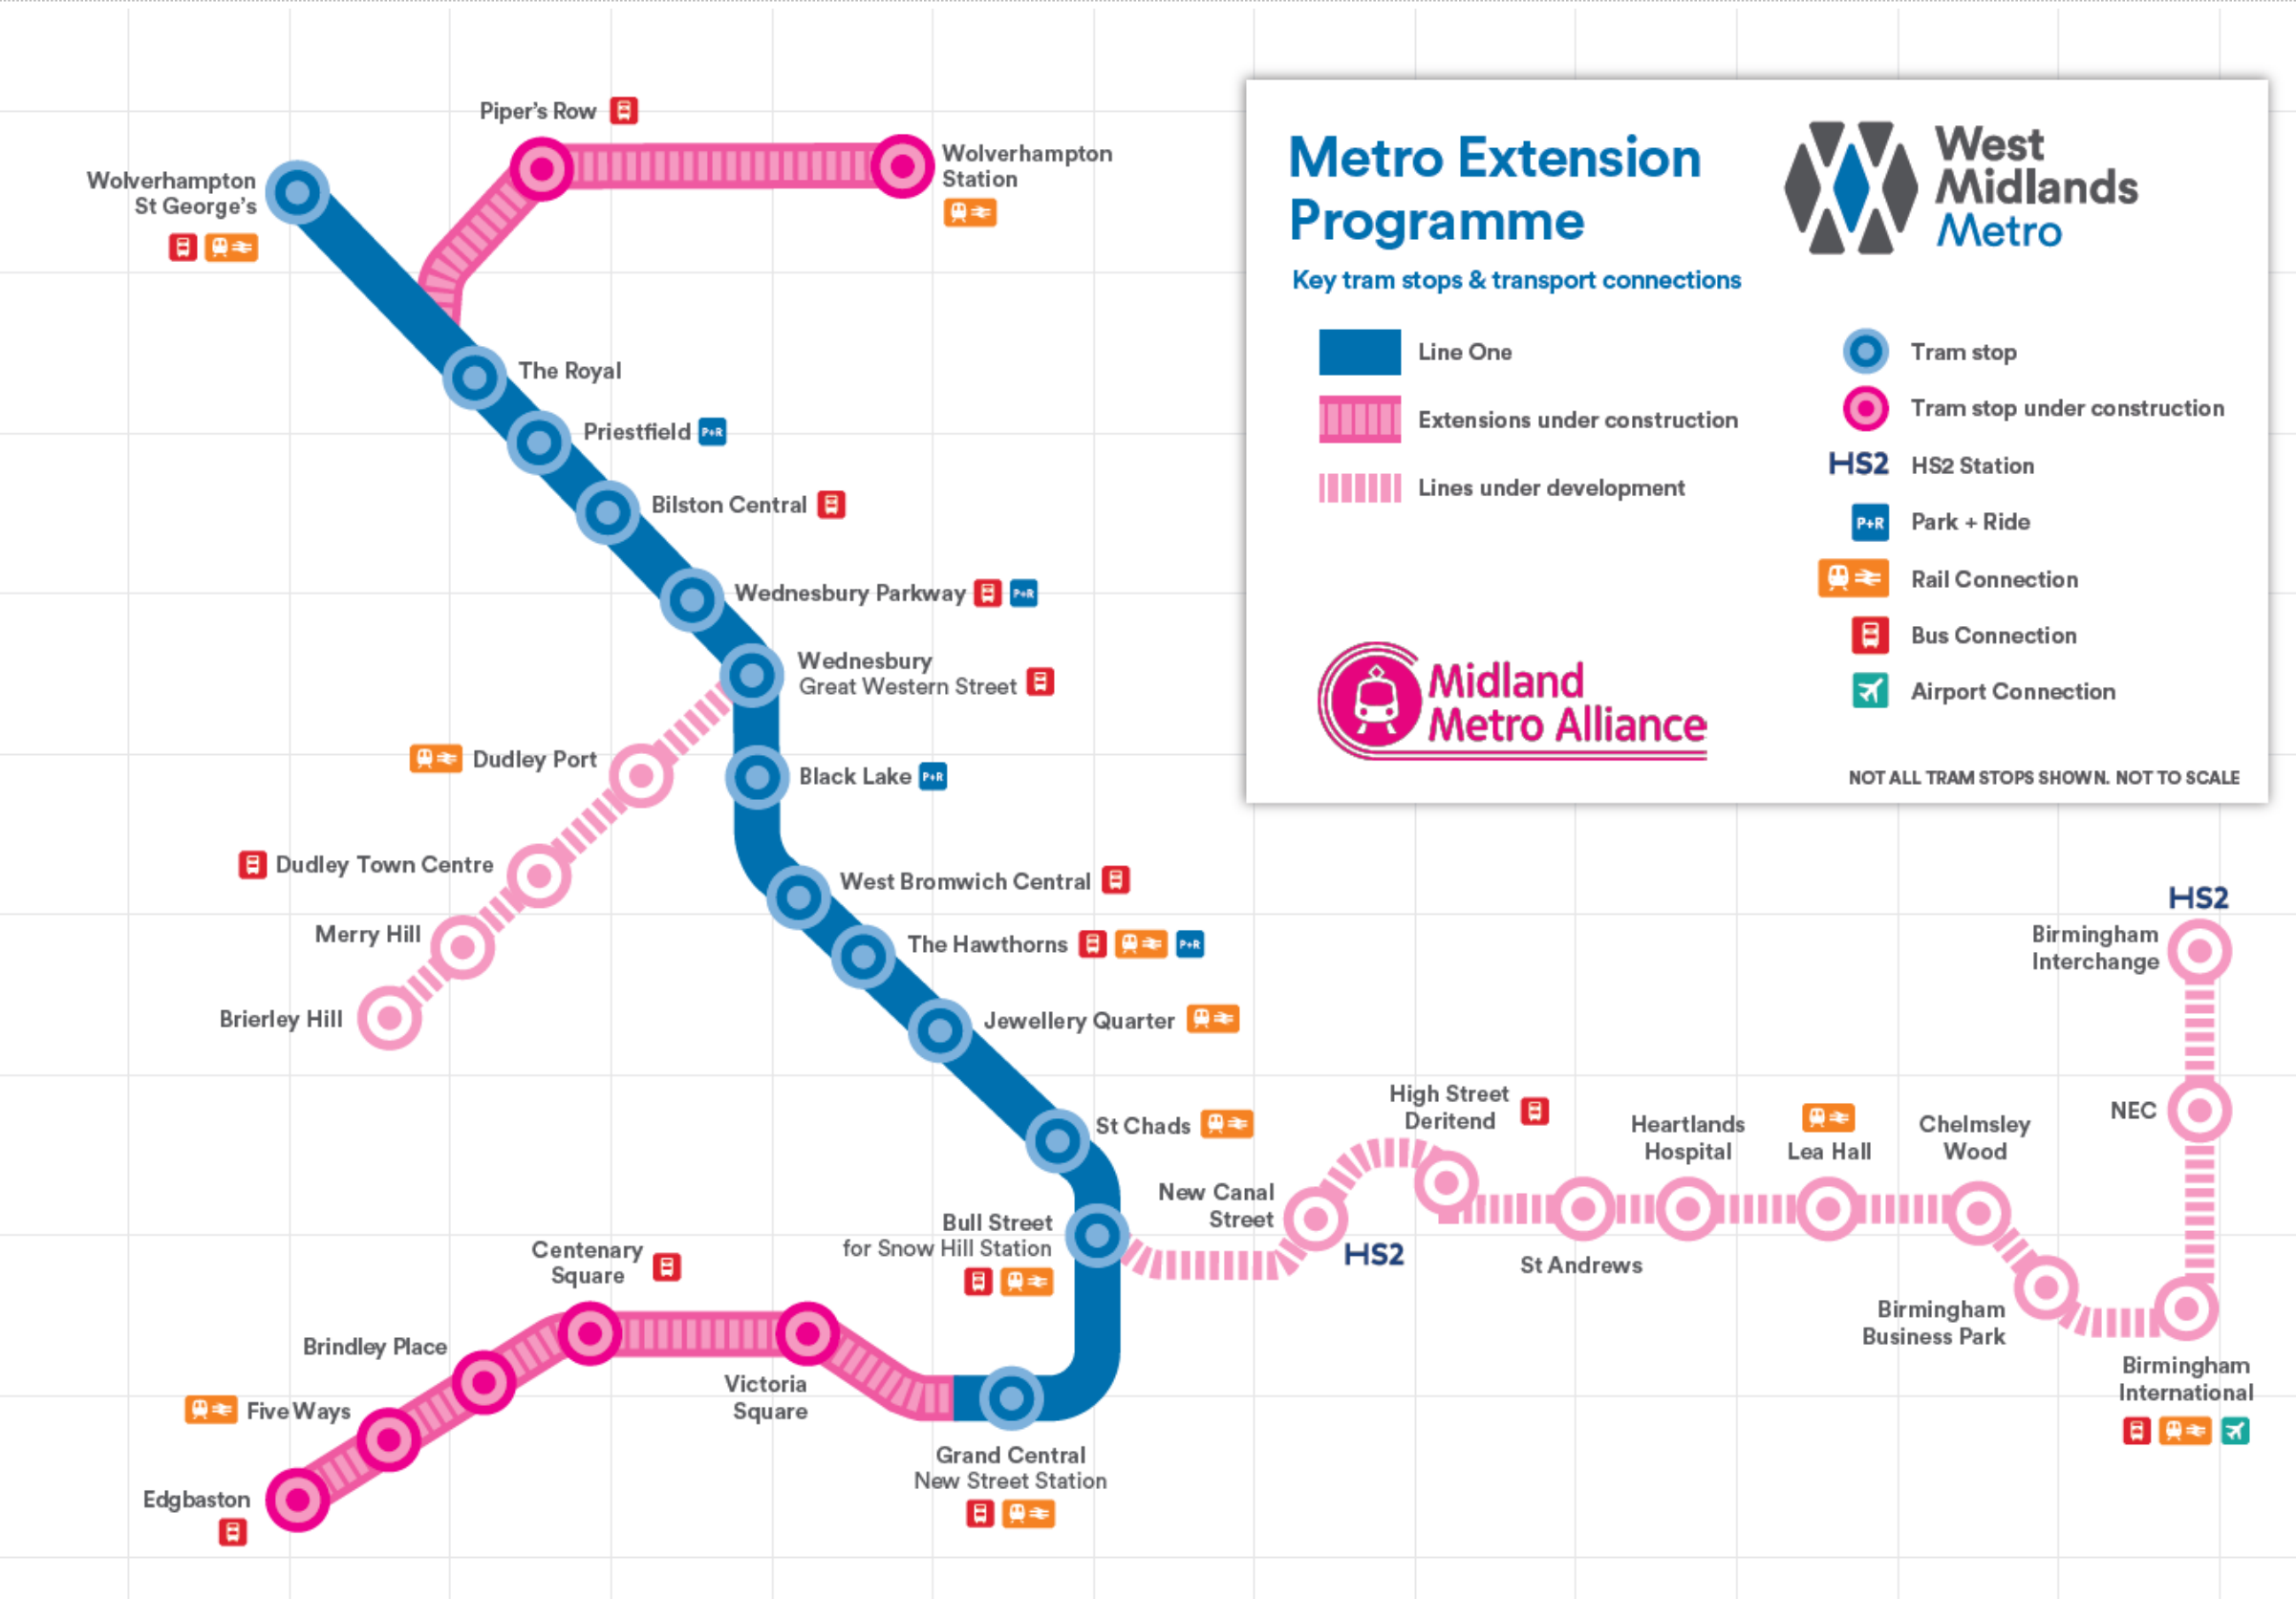 Piper's Row
Wolverhampton
Station
Wolverhampton
St George's
The Royal
Priestfield P+R
Bilston Central
Wednesbury Parkway P+R
Wednesbury
Great Western Street
Dudley Port
Black Lake P+R
Dudley Town Centre
West Bromwich Central
Merry Hill
The Hawthorns P+R
Brierley Hill
Jewellery Quarter
St Chads
Bull Street
for Snow Hill Station
Centenary
Square
Brindley Place
Victoria
Square
Five Ways
Edgbaston
Grand Central
New Street Station
New Canal
Street
HS2
High Street
Deritend
St Andrews
Heartlands
Hospital
Lea Hall
Chelmsley
Wood
Birmingham
Business Park
Birmingham
International
NEC
HS2
Birmingham
Interchange
Metro Extension
Programme
Key tram stops & transport connections
West
Midlands
Metro
Line One
Extensions under construction
Lines under development
Tram stop
Tram stop under construction
HS2 HS2 Station
P+R Park + Ride
Rail Connection
Bus Connection
Airport Connection
Midland
Metro Alliance
NOT ALL TRAM STOPS SHOWN. NOT TO SCALE